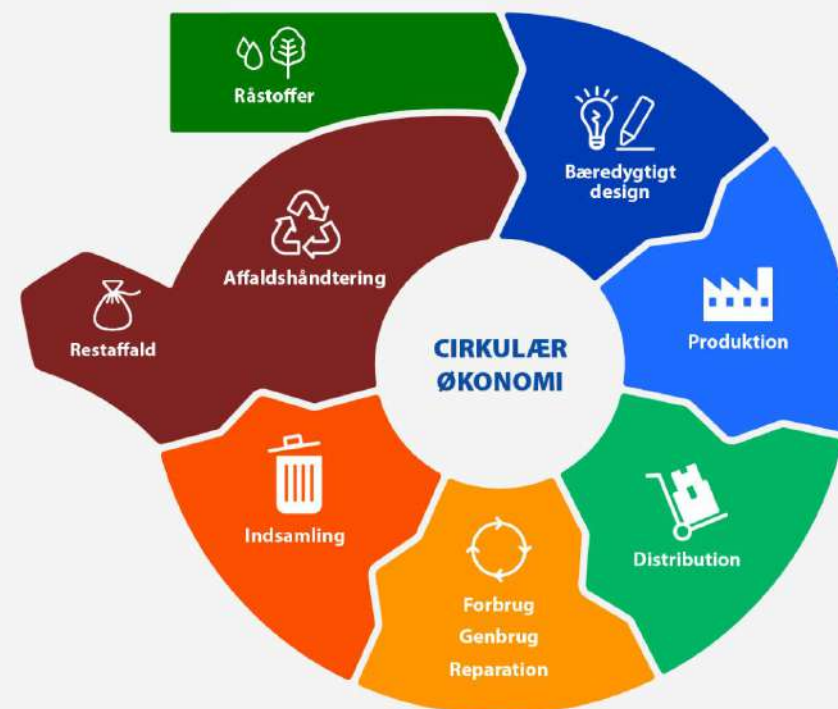 Råstoffer
Bæredygtigt
design
Produktion
Distribution
Forbrug
Genbrug
Reparation
Indsamling
Affaldshåndtering
Restaffald
CIRKULÆR
ØKONOMI